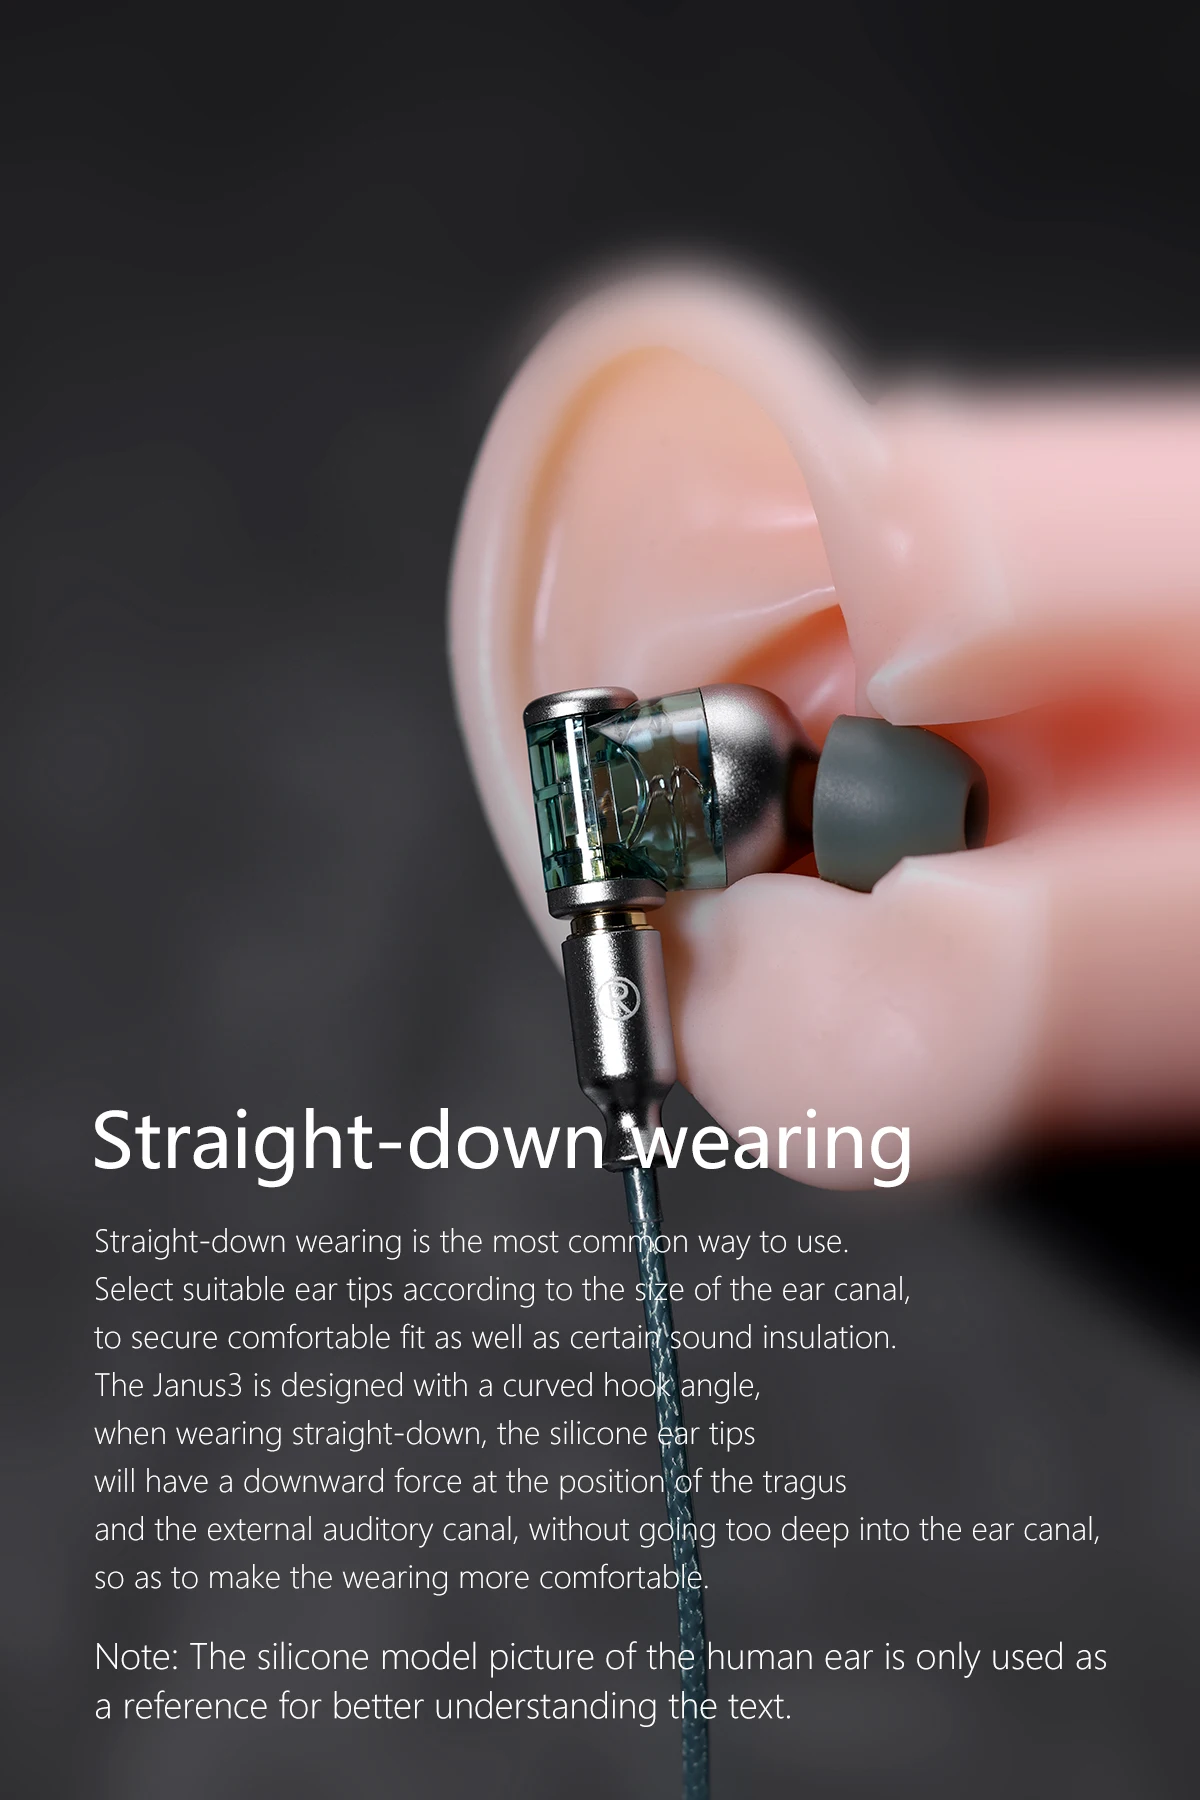 R
Straight-down wearing
Straight-down wearing is the most common way to use.
Select suitable ear tips according to the size of the ear canal,
to secure comfortable fit as well as certain sound insulation.
The Janus3 is designed with a curved hook angle,
when wearing straight-down, the silicone ear tips
will have a downward force at the position of the tragus
and the external auditory canal, without going too deep into the ear canal,
so as to make the wearing more comfortable.
Note: The silicone model picture of the human ear is only used as
a reference for better understanding the text.